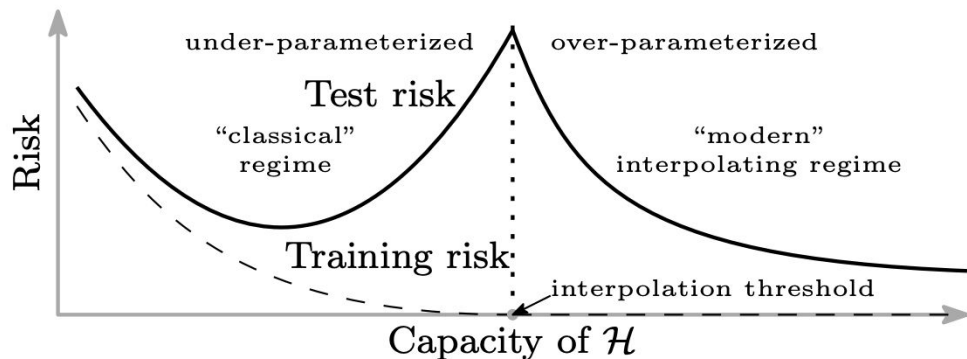 under-parameterized
over-parameterized
Test risk
“classical”
regime
“modern”
interpolating regime
Risk
Training risk
interpolation threshold
Capacity of ℋ